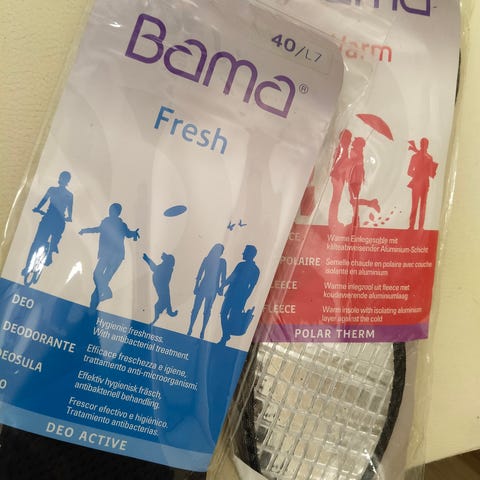 Bama®
40/L7
Fresh
DEO
Hygienic freshness.
With antibacterial treatment.
DEODORANTE
Efficace freschezza e igiene,
trattamento anti-microorganismi.
DEOSULA
Effektiv hygienisk fräsch,
antibakteriell behandling.
Frescor efectivo e higiénico.
Tratamiento antibacterias.
DEO ACTIVE
Bama
Warm
Warme Einlegesohle mit
kälteabweisender Aluminium-Schicht
POLAIRE
Semelle chaude en polaire avec couche
isolante en aluminium
FLEECE
Warme inlegzool uit fleece met
koudwerende aluminiumlaag
FLEECE
Warm insole with isolating aluminium
layer against the cold
POLAR THERM